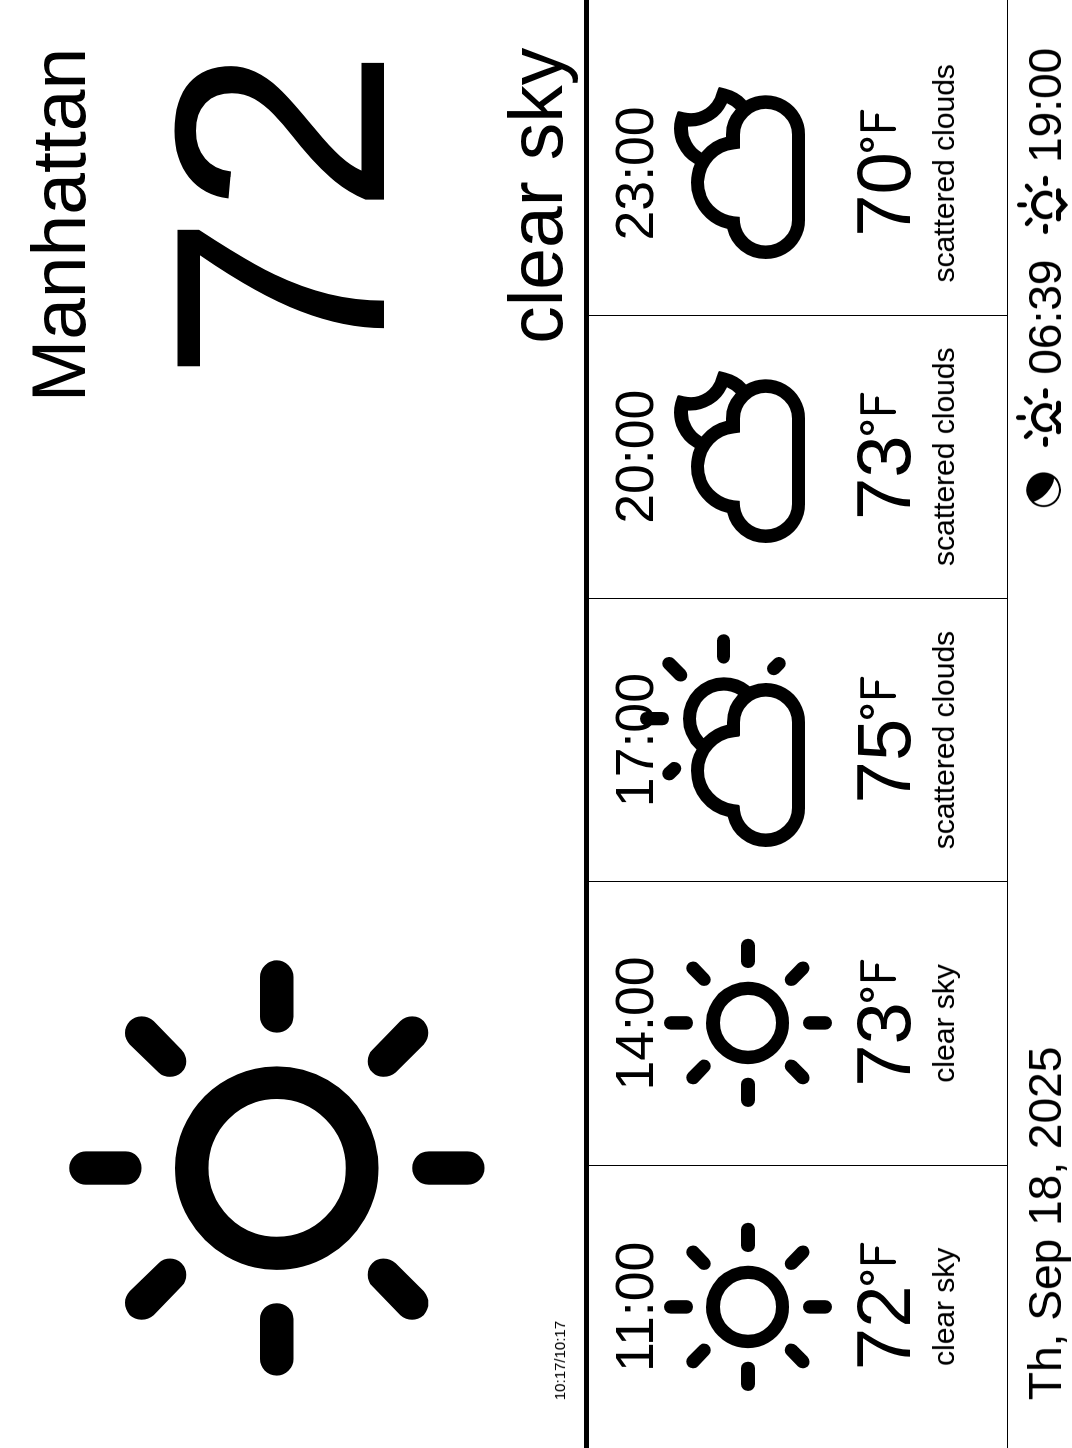 Manhattan
72
clear sky
10:17/10:17
11:00
72°F
clear sky
14:00
73°F
clear sky
17:00
75°F
scattered clouds
20:00
73°F
scattered clouds
23:00
70°F
scattered clouds
Th, Sep 18, 2025
06:39
19:00